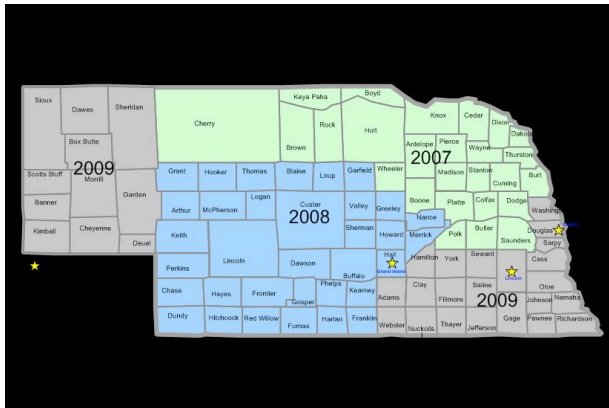 Sioux
Dawes
Sheridan
Box Butte
2009
Scotts Bluff
Morrill
Banner
Garden
Kimball
Cheyenne
Deuel
Cherry
Keya Paha
Boyd
Brown
Rock
Holt
Knox
Cedar
Dixon
Dakota
Antelope
Pierce
Wayne
Thurston
2007
Wheeler
Madison
Stanton
Cuming
Burt
Boone
Platte
Colfax
Dodge
Polk
Butler
Saunders
Grant
Hooker
Thomas
Blaine
Loup
Garfield
Arthur
McPherson
Logan
Custer
Valley
Greeley
2008
Nance
Keith
Lincoln
Sherman
Howard
Merrick
Perkins
Dawson
Buffalo
Hall
Grand Island
Chase
Hayes
Frontier
Gosper
Phelps
Kearney
Dundy
Hitchcock
Red Willow
Furnas
Harlan
Franklin
Washington
Douglas
Sarpy
Hamilton
York
Seward
Cass
Adams
Clay
Fillmore
Saline
Otoe
2009
Johnson
Nemaha
Webster
Nuckolls
Thayer
Jefferson
Gage
Pawnee
Richardson